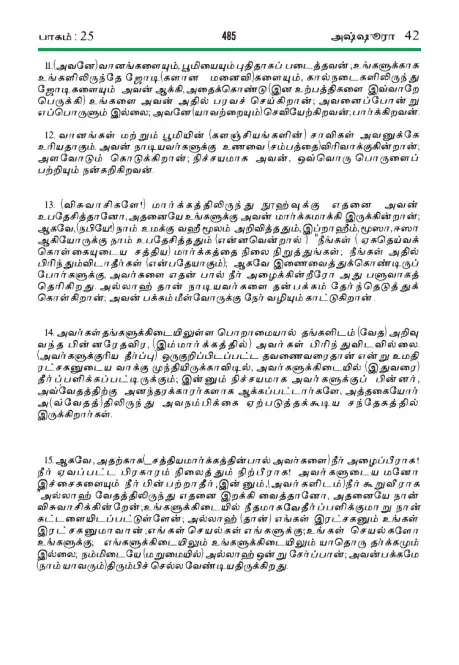 பாகம் : 25 485 அஷ்ஷூரா 42
11.(அவனே) வானங்களையும், பூமியையும் புதிதாகப் படைத்தவன் ; உங்களுக்காக
உங்களிலிருந்தே ஜோடி(களான மனைவி)களையும், கால்நடைகளிலிருந்து
ஜோடிகளையும் அவன் ஆக்கி, அதைக்கொண்டு (இன உற்பத்திகளை இவ்வாறே
பெருக்கி) உங்களை அவன் அதில் பரவச் செய்கிறான் ; அவனைப்போன்று
எப்பொருளும் இல்லை; அவனே(யாவற்றையும்) செவியேற்கிறவன்;பார்க்கிறவன்.
12. வானங்கள் மற்றும் பூமியின் (களஞ்சியங்களின்) சாவிகள் அவனுக்கே
உரியதாகும். அவன் நாடியவர்களுக்கு உணவை (சம்பத்தை)விரிவாக்குகின்றான்;
அளவோடும் கொடுக்கிறான்; நிச்சயமாக அவன், ஒவ்வொரு பொருளைப்
பற்றியும் நன்கறிகிறவன்.
13. (விசுவாசிகளே!) மார்க்கத்திலிருந்து நூஹ்வுக்கு எதனை அவன்
உபதேசித்தானோ, அதனையே உங்களுக்கு அவன் மார்க்கமாக்கி இருக்கின்றான்;
ஆகவே, (நபியே!) நாம் உமக்கு வஹீ மூலம் அறிவித்ததும், இப்றாஹீம், மூஸா, ஈஸா
ஆகியோருக்கு நாம் உபதேசித்ததும் (என்னவென்றால் ) "நீங்கள் ( ஏகதெய்வக்
கொள்கையுடைய சத்திய) மார்க்கத்தை நிலை நிறுத்துங்கள்; நீங்கள் அதில்
பிரிந்தும்விடாதீர்கள் (என்பதேயாகும்), ஆகவே இணைவைத்துக்கொண்டிருப்
போர்களுக்கு, அவர்களை எதன் பால் நீர் அழைக்கின்றீரோ அது பளுவாகத்
தெரிகிறது. அல்லாஹ் தான் நாடியவர்களை தன்பக்கம் தேர்ந்தெடுத்துக்
கொள்கிறான்; அவன் பக்கம் மீள்வோருக்கு நேர் வழியும் காட்டுகிறான் .
14. அவர்கள் தங்களுக்கிடையிலுள்ள பொறாமையால் தங்களிடம் (வேத) அறிவு
வந்த பின்னரேதவிர, (இம்மார்க்கத்தில்) அவர்கள் பிரிந்துவிடவில்லை.
(அவர்களுக்குரிய தீர்ப்பு) ஒருகுறிப்பிடப்பட்ட தவணைவரைதான் என்று உமதி
ரட்சகனுடைய வாக்கு முந்தியிருக்காவிடில், அவர்களுக்கிடையில் (இதுவரை)
தீர்ப்பளிக்கப்பட்டிருக்கும்; இன்னும் நிச்சயமாக அவர்களுக்குப் பின்னர்,
அவ்வேதத்திற்கு அனந்தரக்காரர்களாக ஆக்கப்பட்டார்களே, அத்தகையோர்
அ(வ்வேதத்)திலிருந்து அவநம்பிக்கை ஏற்படுத்தக்கூடிய சந்தேகத்தில்
இருக்கிறார்கள்.
15. ஆகவே, அதற்காக( சத்தியமார்க்கத்தின்பால் அவர்களை) நீர் அழைப்பீராக!
நீர் ஏவப்பட்ட பிரகாரம் நிலைத்தும் நிற்பீராக! அவர்களுடைய மனோ
இச்சைகளையும் நீர் பின்பற்றாதீர் ,இன்னும்,(அவர்களிடம்) நீர் கூறுவீராக
அல்லாஹ் வேதத்திலிருந்து எதனை இறக்கி வைத்தானோ, அதனையே நான்
விசுவாசிக்கின்றேன்;உங்களுக்கிடையில் நீதமாகவேதீர்ப்பளிக்குமாறு நான்
கட்டளையிடப்பட்டுள்ளேன்; அல்லாஹ் (தான்) எங்கள் இரட்சகனும் உங்கள்
இரட்சகனுமாவான்;எங்கள் செயல்கள் எங்களுக்கு;உங்கள் செயல்களோ
உங்களுக்கு; எங்களுக்கிடையிலும் உங்களுக்கிடையிலும் யாதொரு தர்க்கமும்
இல்லை; நம்மிடையே (மறுமையில்) அல்லாஹ் ஒன்று சேர்ப்பான்; அவன்பக்கமே
(நாம் யாவரும்)திரும்பிச் செல்ல வேண்டியதிருக்கிறது.